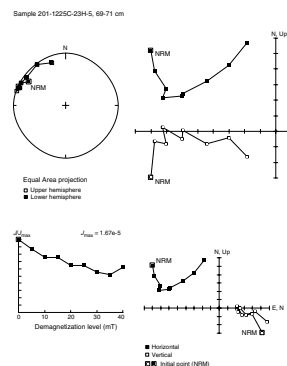 Sample 201-1225C-23H-5, 69-71 cm
N
NRM
Equal Area projection
Upper hemisphere
Lower hemisphere
N, Up
NRM
NRM
J/Jmax
Jmax = 1.67e-5
0 10 20 30 40
Demagnetization level (mT)
N, Up
NRM
E, N
NRM
Horizontal
Vertical
Initial point (NRM)